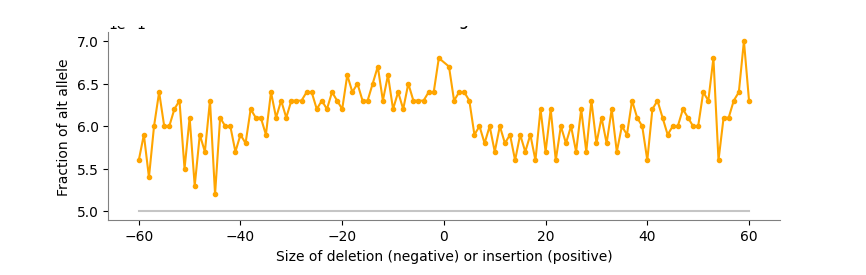 7.0
6.5
6.0
5.5
5.0
Fraction of alt allele
−60 −40 −20 0 20 40 60
Size of deletion (negative) or insertion (positive)